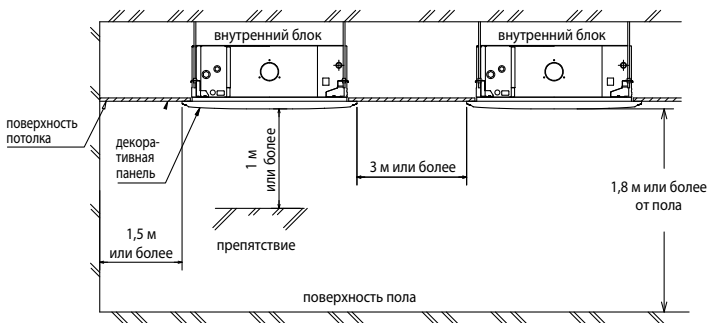 внутренний блок
внутренний блок
поверхность
потолка
декора-
тивная
панель
1 м
или более
3 м или более
1,8 м или более
от пола
1,5 м
или более
препятствие
поверхность пола